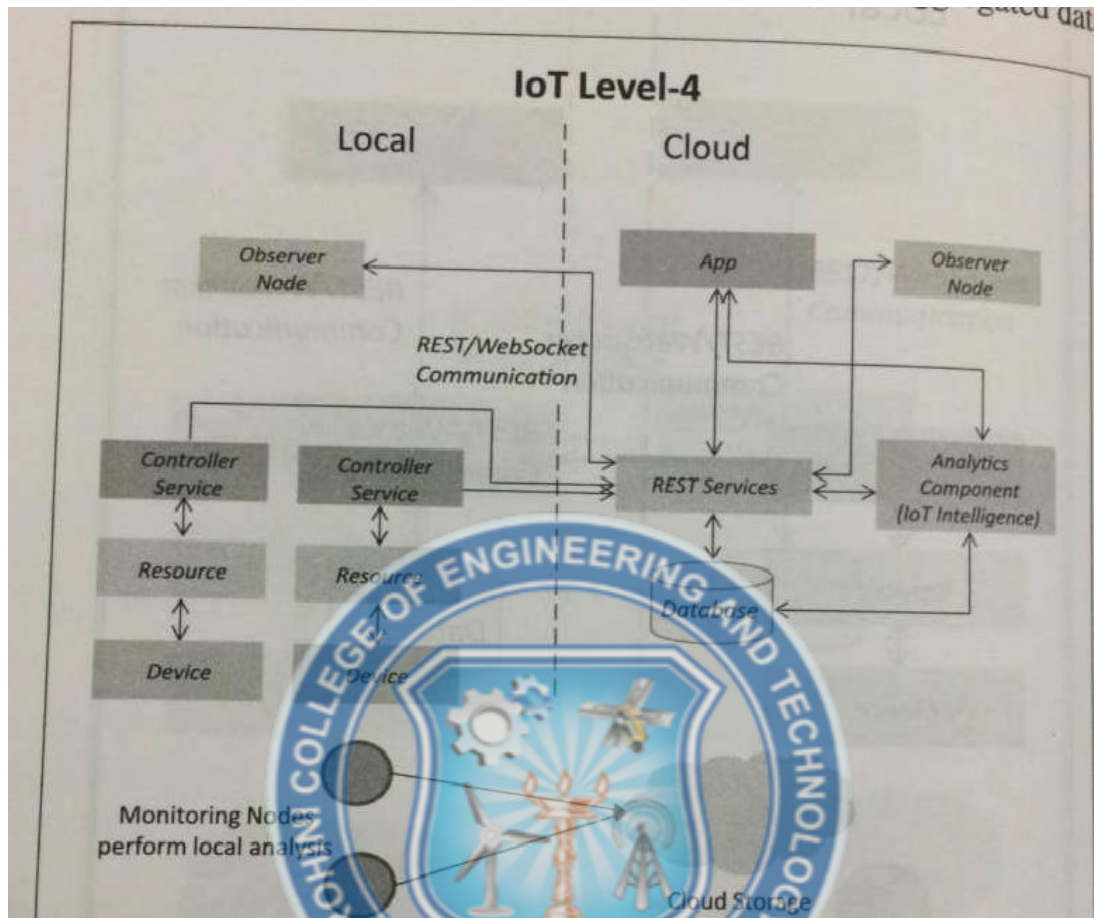 IoT Level-4
Local
Cloud
Observer
Node
App
Observer
Node
REST/WebSocket
Communication
Controller
Service
Controller
Service
REST Services
Analytics
Component
(IoT Intelligence)
Resource
Resource
Database
Device
Device
Monitoring Nodes
perform local analysis
Cloud Storage
COLLEGE OF ENGINEERING AND TECHNOLOG